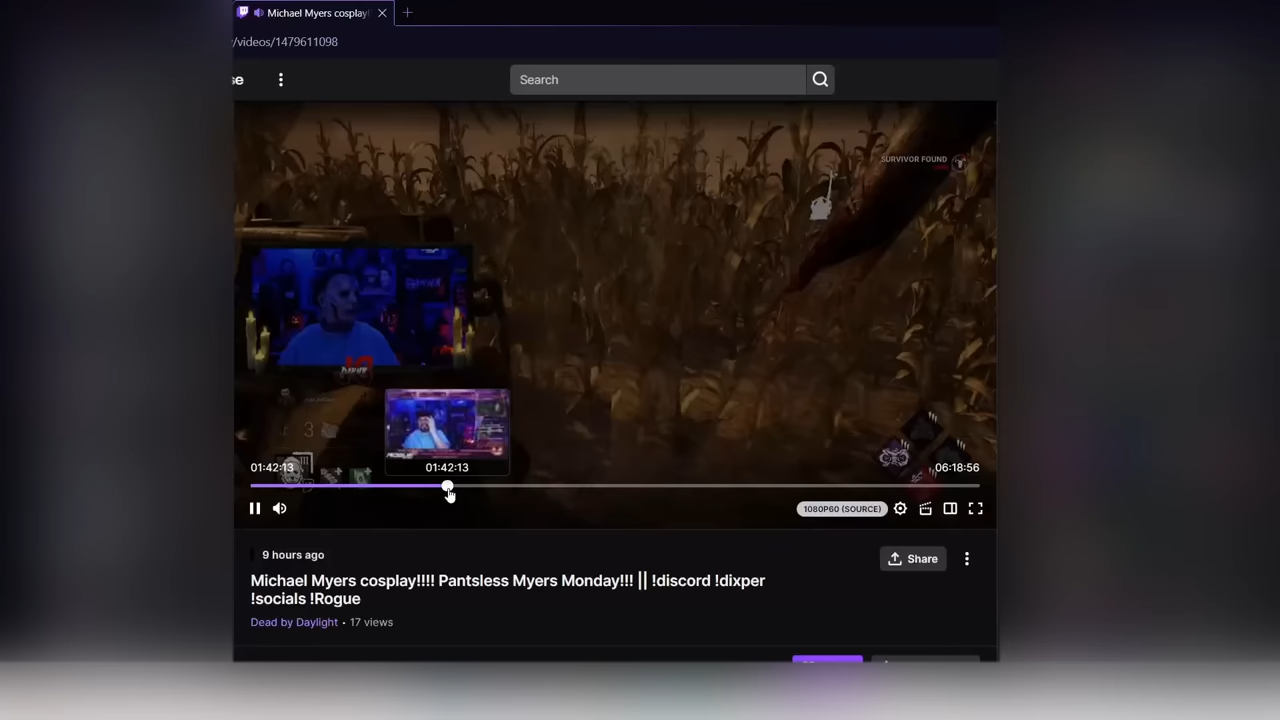 Michael Myers cosplay!
/videos/1479611098
se
Search
SURVIVOR FOUND
3
01:42:13
01:42:13
06:18:56
1080P60 (SOURCE)
9 hours ago
Share
Michael Myers cosplay!!!! Pantsless Myers Monday!!! || !discord !dixper
!socials !Rogue
Dead by Daylight • 17 views